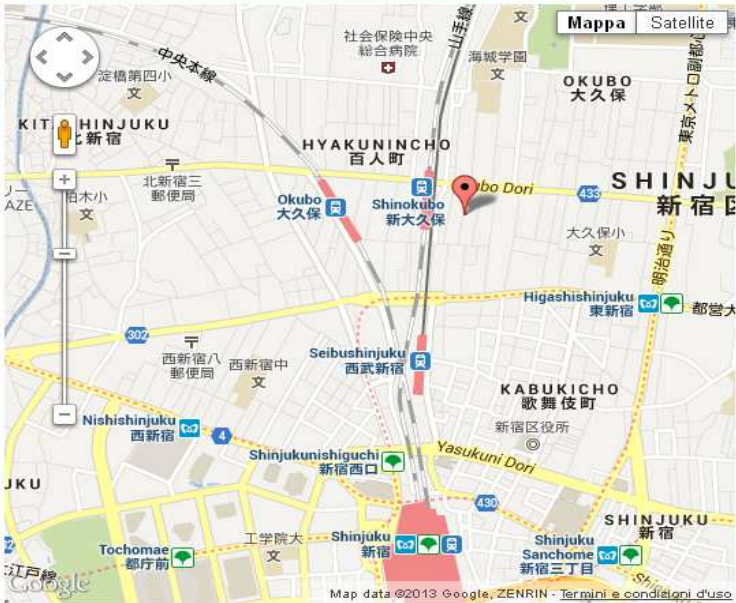 Mappa
Satellite
社会保険中央
総合病院
山手線
文
海城学園
文
中央本線
淀橋第四小
文
OKUBO
大久保
東京メトロ副都心
HYAKUNINCHO
百人町
北新宿
北新宿三
郵便局
柏木小
文
Okubo
大久保
Shinokubo
新大久保
ubo Dori
433
SHINJU
新宿区
大久保小
文
明治通り
Higashishinjuku
東新宿
都営大
302
西新宿八
郵便局
西新宿中
文
Seibushinjuku
西武新宿
KABUKICHO
歌舞伎町
新宿区役所
Nishishinjuku
西新宿
4
Shinjukunishiguchi
新宿西口
Yasukuni Dori
JKU
430
SHINJUKU
新宿
工学院大
文
Shinjuku
新宿
Shinjuku
Sanchome
新宿三丁目
Tochomae
都庁前
江戸線
Google
Map data ©2013 Google, ZENRIN - Termini e condizioni d'uso